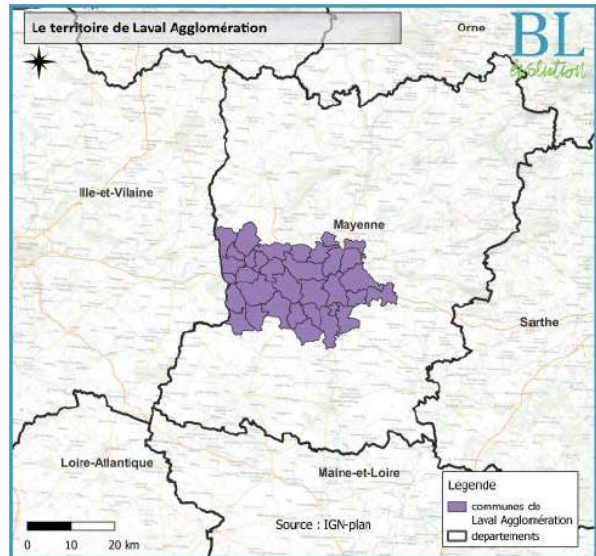 Le territoire de Laval Agglomération
Orne
BL
évolution
Ille-et-Vilaine
Mayenne
Sarthe
Loire-Atlantique
Maine-et-Loire
Legende
communes de
Laval Agglomération
departements
Source : IGN-plan
0 10 20 km